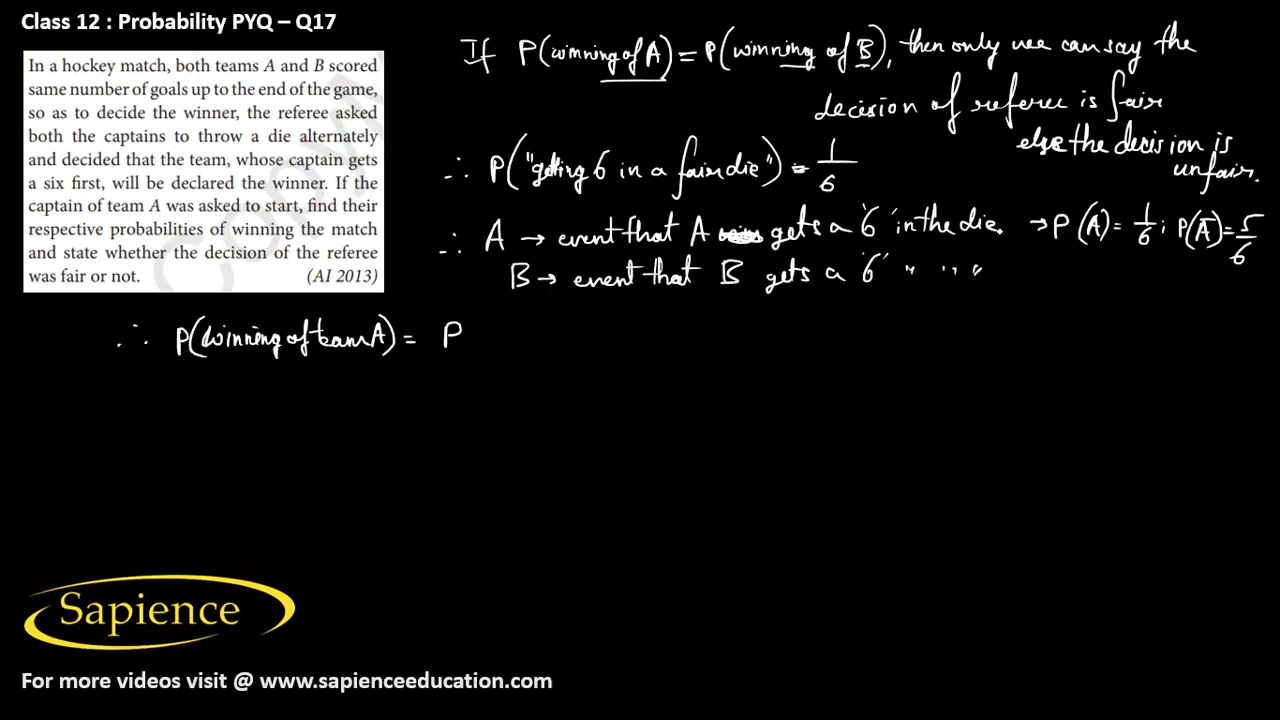 Class 12 : Probability PYQ – Q17
In a hockey match, both teams A and B scored
same number of goals up to the end of the game,
so as to decide the winner, the referee asked
both the captains to throw a die alternately
and decided that the team, whose captain gets
a six first, will be declared the winner. If the
captain of team A was asked to start, find their
respective probabilities of winning the match
and state whether the decision of the referee
was fair or not. (AI 2013)
If P(winning of A) = P(winning of B), then only we can say the
decision of referee is fair
else the decision is
unfair.
∴ P("getting 6 in a fair die") = 1/6
∴ A → event that A gets a '6' in the die. → P(A) = 1/6 ; P(A̅) = 5/6
B → event that B gets a '6' " " "
∴ P(winning of team A) = P
Sapience
For more videos visit @ www.sapienceeducation.com